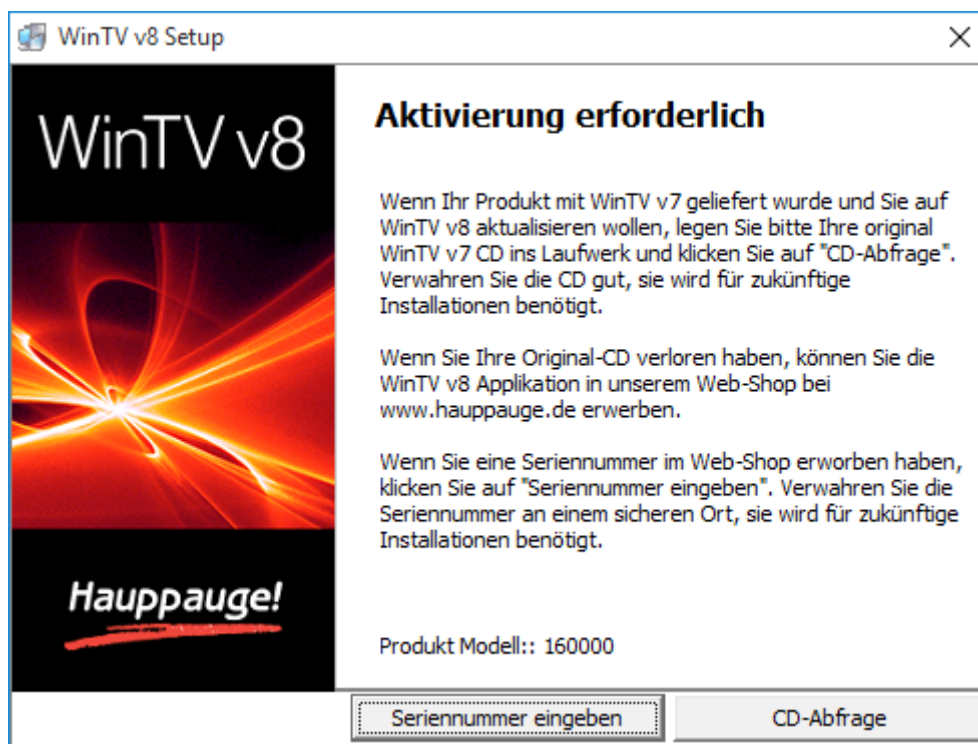 WinTV v8 Setup
WinTV v8
Aktivierung erforderlich
Wenn Ihr Produkt mit WinTV v7 geliefert wurde und Sie auf
WinTV v8 aktualisieren wollen, legen Sie bitte Ihre original
WinTV v7 CD ins Laufwerk und klicken Sie auf "CD-Abfrage".
Verwahren Sie die CD gut, sie wird für zukünftige
Installationen benötigt.
Wenn Sie Ihre Original-CD verloren haben, können Sie die
WinTV v8 Applikation in unserem Web-Shop bei
www.hauppauge.de erwerben.
Wenn Sie eine Seriennummer im Web-Shop erworben haben,
klicken Sie auf "Seriennummer eingeben". Verwahren Sie die
Seriennummer an einem sicheren Ort, sie wird für zukünftige
Installationen benötigt.
Hauppauge!
Produkt Modell:: 160000
Seriennummer eingeben
CD-Abfrage